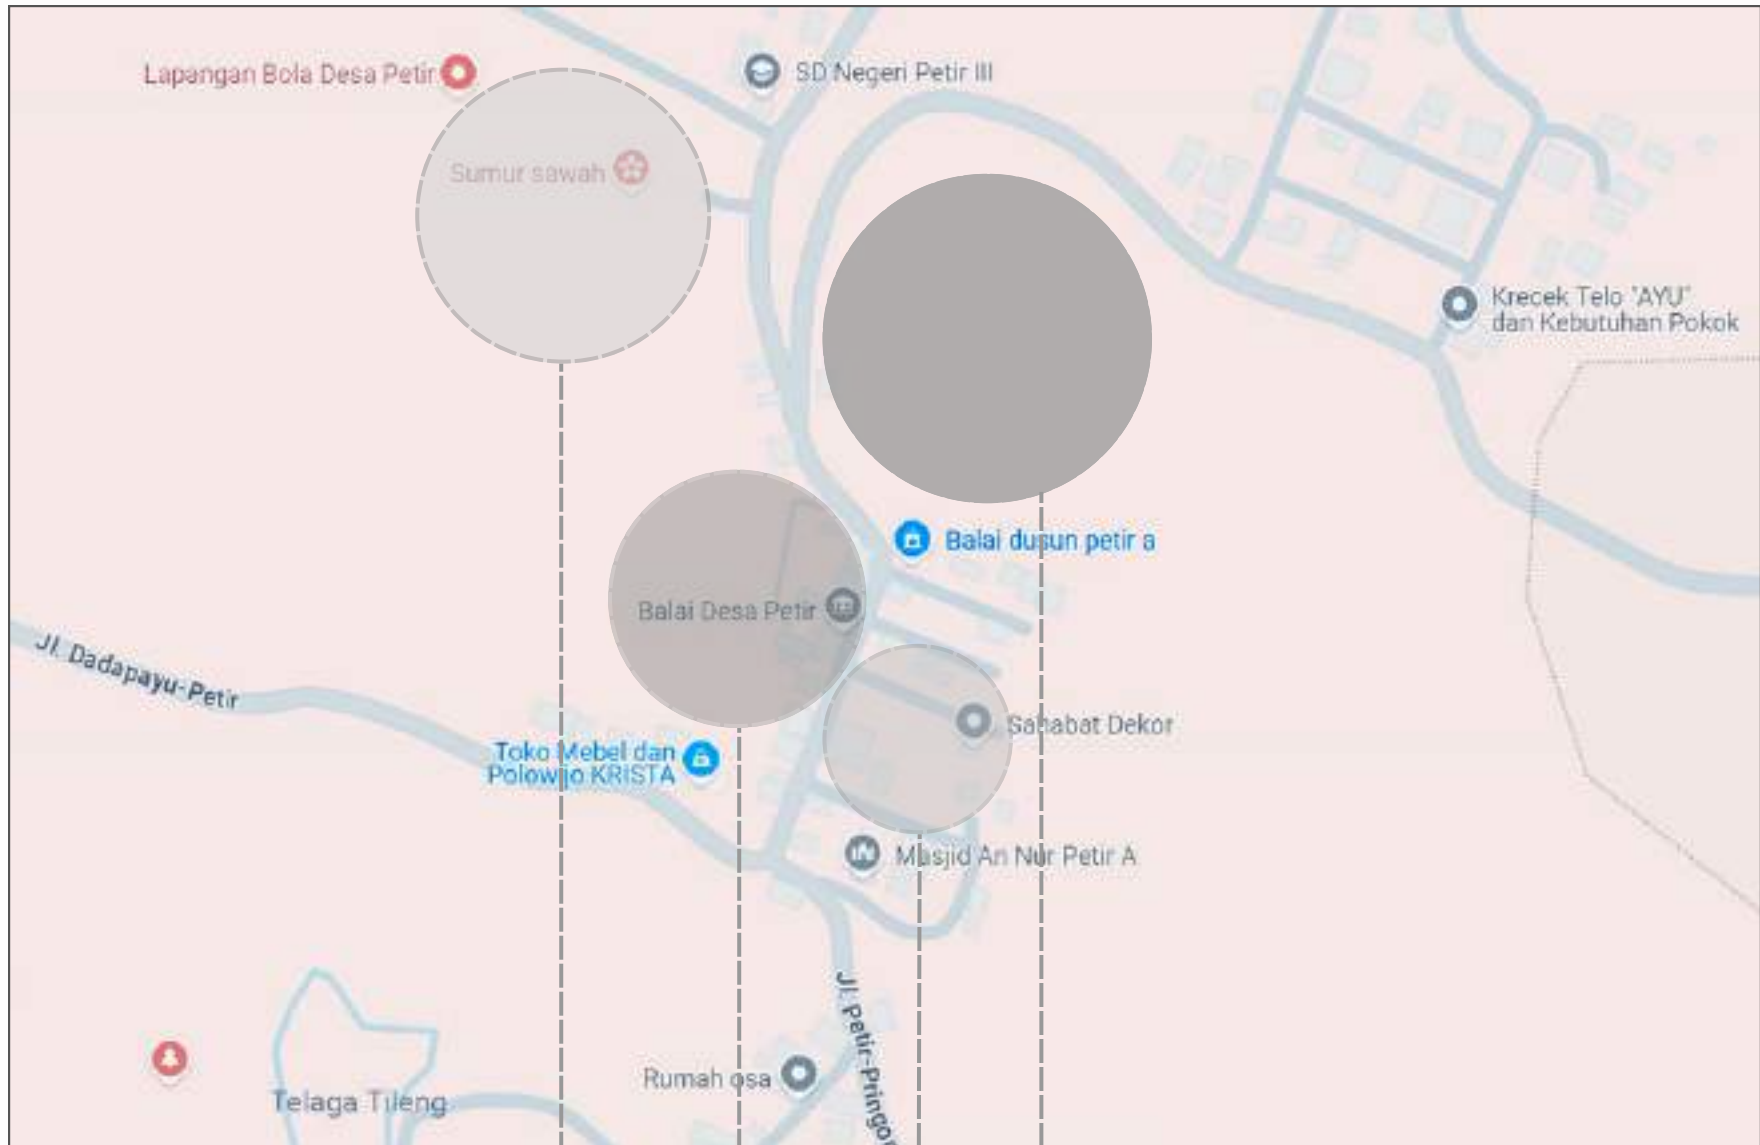 Lapangan Bola Desa Petir
SD Negeri Petir III
Sumur sawah
Krecek Telo "AYU"
dan Kebutuhan Pokok
Balai dusun petir a
Balai Desa Petir
Jl. Dadapayu-Petir
Sahabat Dekor
Toko Mebel dan
Polowijo KRISTA
Masjid An Nur Petir A
Jl. Petir-Pringo
Rumah osa
Telaga Tileng